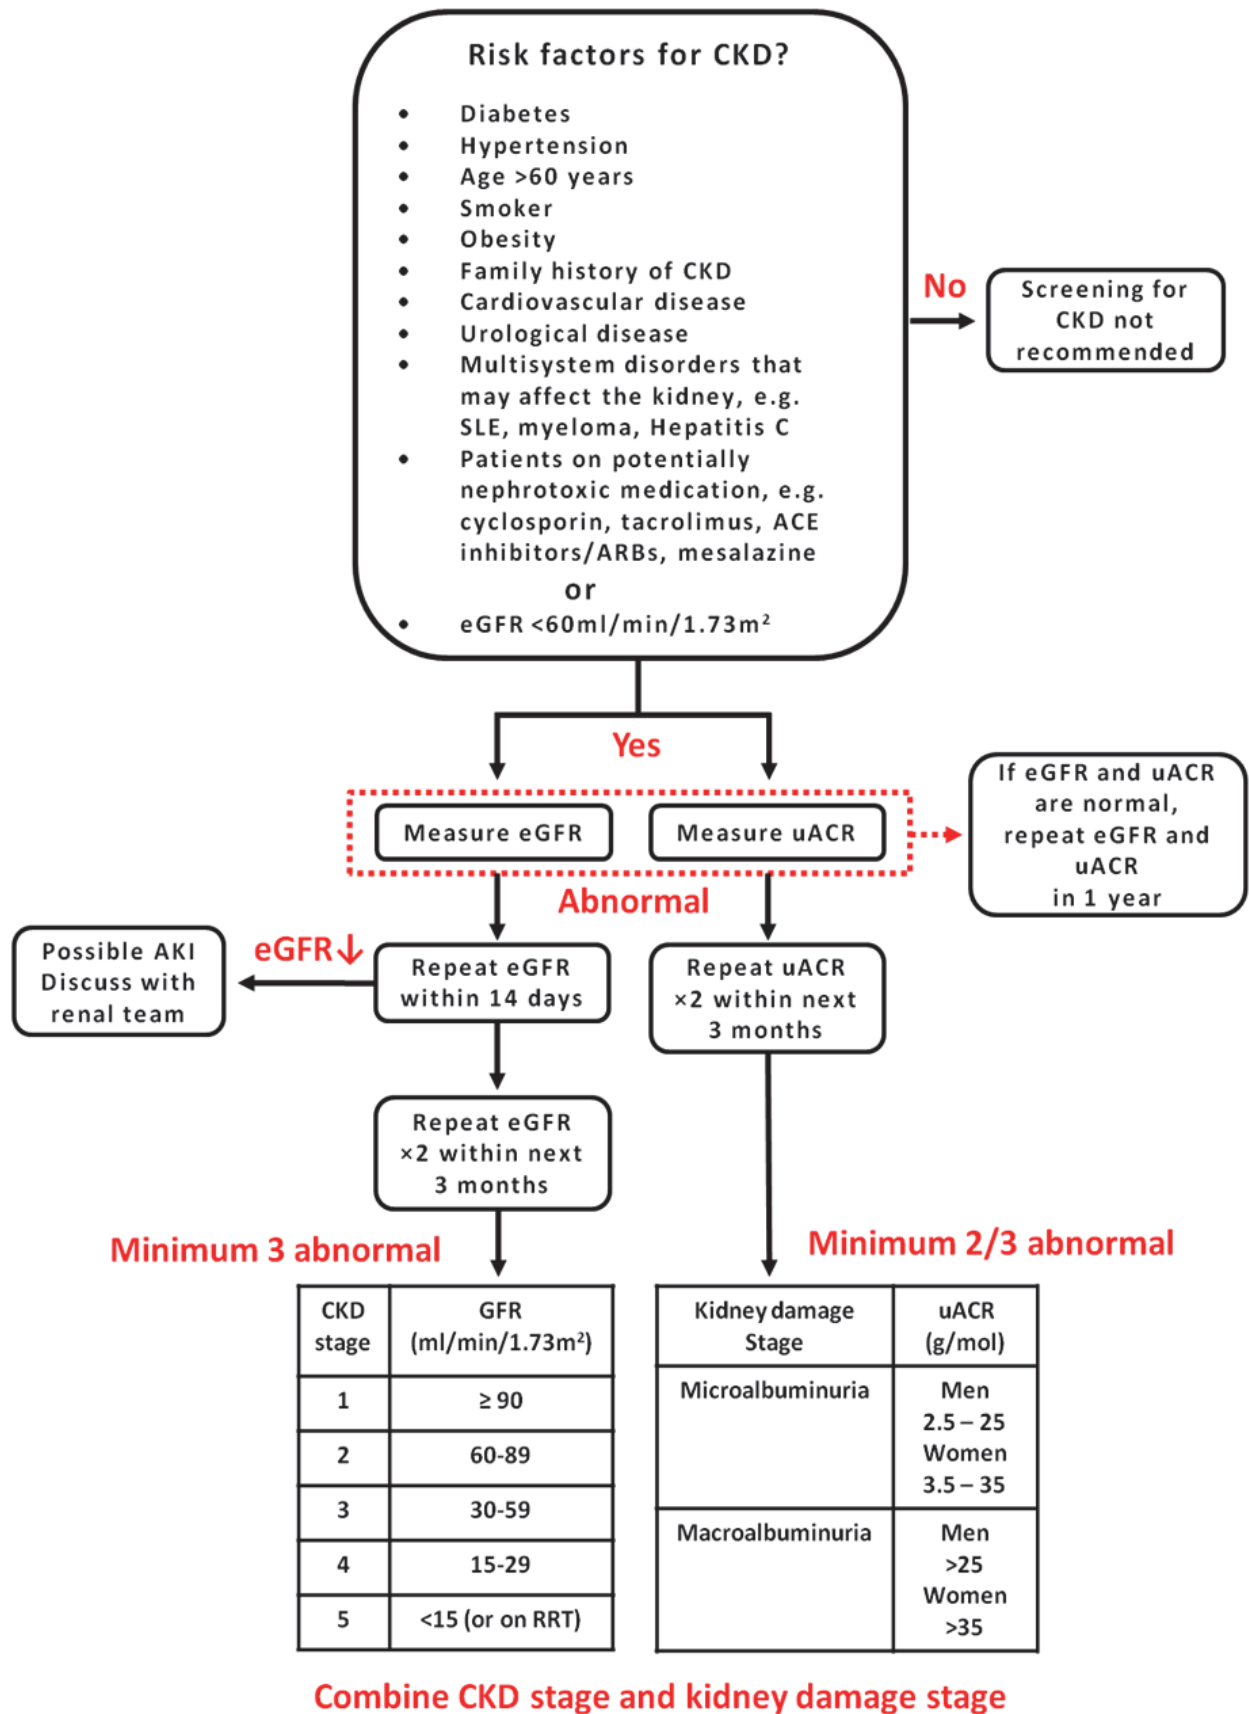 Risk factors for CKD?
• Diabetes
• Hypertension
• Age >60 years
• Smoker
• Obesity
• Family history of CKD
• Cardiovascular disease
• Urological disease
• Multisystem disorders that
may affect the kidney, e.g.
SLE, myeloma, Hepatitis C
• Patients on potentially
nephrotoxic medication, e.g.
cyclosporin, tacrolimus, ACE
inhibitors/ARBs, mesalazine
or
• eGFR <60ml/min/1.73m²
No
Screening for
CKD not
recommended
Yes
Measure eGFR
Measure uACR
If eGFR and uACR
are normal,
repeat eGFR and
uACR
in 1 year
Abnormal
eGFR↓
Possible AKI
Discuss with
renal team
Repeat eGFR
within 14 days
Repeat uACR
×2 within next
3 months
Repeat eGFR
×2 within next
3 months
Minimum 3 abnormal
Minimum 2/3 abnormal
CKD
stage
GFR
(ml/min/1.73m²)
1
≥ 90
2
60-89
3
30-59
4
15-29
5
<15 (or on RRT)
Kidney damage
Stage
uACR
(g/mol)
Microalbuminuria
Men
2.5 – 25
Women
3.5 – 35
Macroalbuminuria
Men
>25
Women
>35
Combine CKD stage and kidney damage stage